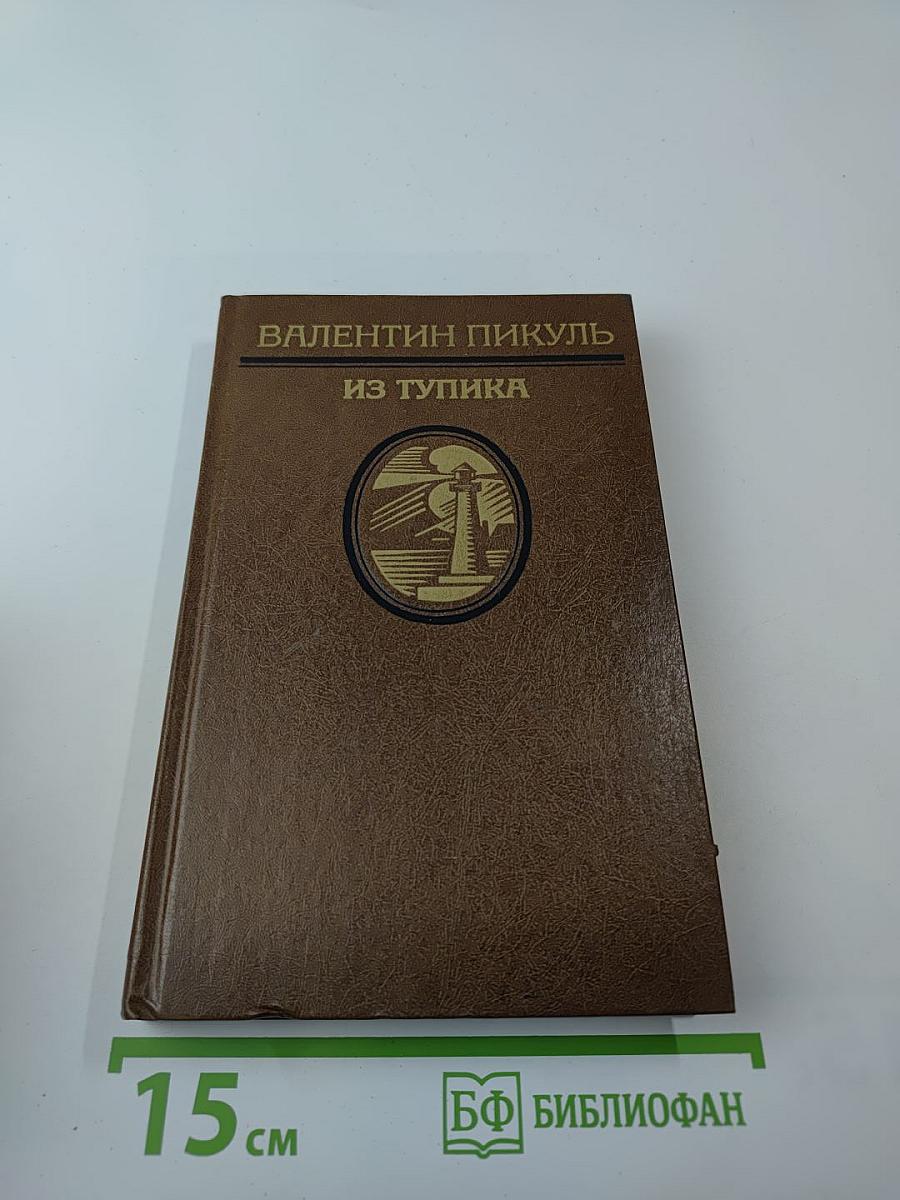 ВАЛЕНТИН ПИКУЛЬ
ИЗ ТУПИКА
15 см
БФ БИБЛИОФАН